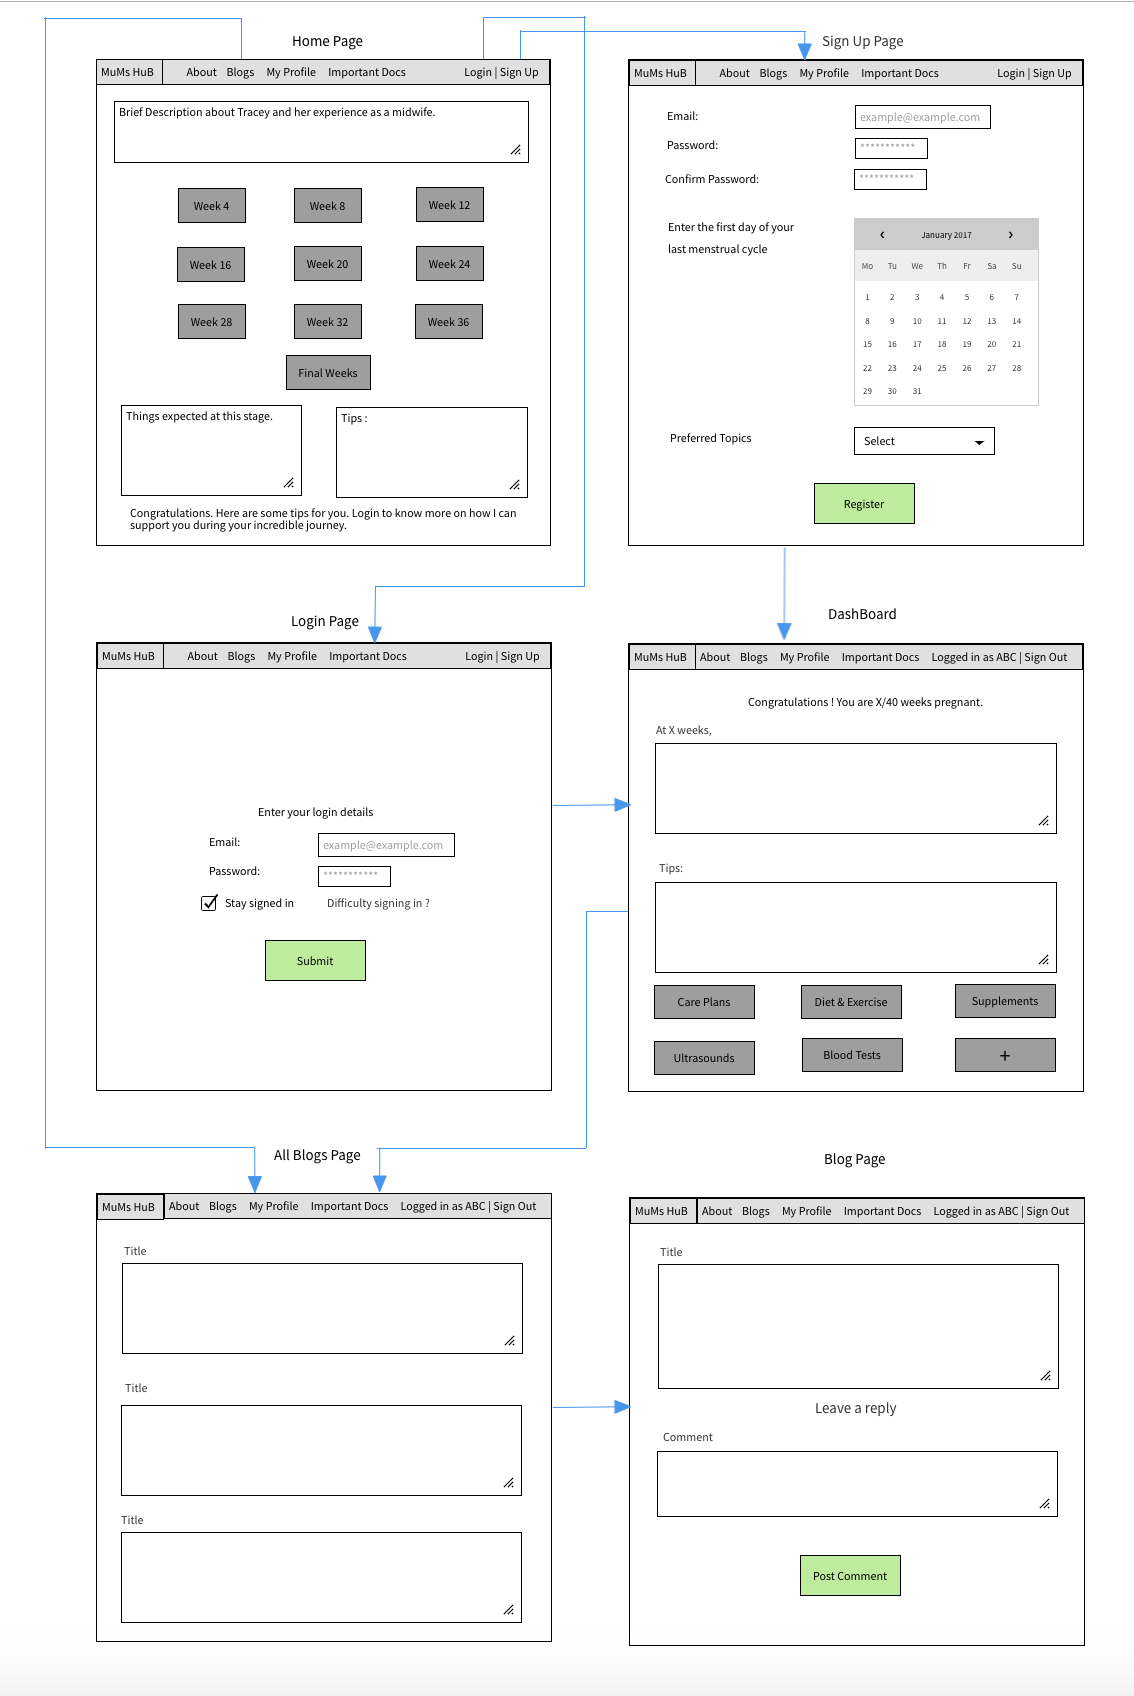 Home Page
MuMs HuB About Blogs My Profile Important Docs Login | Sign Up
Brief Description about Tracey and her experience as a midwife.
Week 4 Week 8 Week 12
Week 16 Week 20 Week 24
Week 28 Week 32 Week 36
Final Weeks
Things expected at this stage.
Tips :
Congratulations. Here are some tips for you. Login to know more on how I can
support you during your incredible journey.
Sign Up Page
MuMs HuB About Blogs My Profile Important Docs Login | Sign Up
Email: example@example.com
Password: ***********
Confirm Password: ***********
Enter the first day of your
last menstrual cycle
‹ January 2017 ›
Mo Tu We Th Fr Sa Su
1 2 3 4 5 6 7
8 9 10 11 12 13 14
15 16 17 18 19 20 21
22 23 24 25 26 27 28
29 30 31
Preferred Topics Select
Register
Login Page
MuMs HuB About Blogs My Profile Important Docs Login | Sign Up
Enter your login details
Email: example@example.com
Password: ***********
Stay signed in Difficulty signing in ?
Submit
DashBoard
MuMs HuB About Blogs My Profile Important Docs Logged in as ABC | Sign Out
Congratulations ! You are X/40 weeks pregnant.
At X weeks,
Tips:
Care Plans Diet & Exercise Supplements
Ultrasounds Blood Tests +
All Blogs Page
MuMs HuB About Blogs My Profile Important Docs Logged in as ABC | Sign Out
Title
Title
Title
Blog Page
MuMs HuB About Blogs My Profile Important Docs Logged in as ABC | Sign Out
Title
Leave a reply
Comment
Post Comment